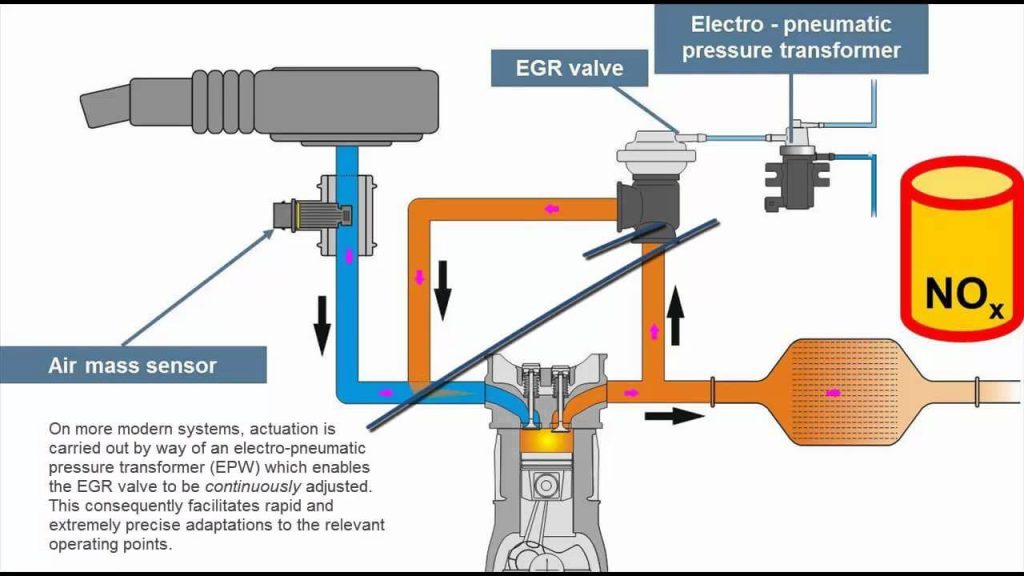 Electro - pneumatic
pressure transformer
EGR valve
NOx
Air mass sensor
On more modern systems, actuation is
carried out by way of an electro-pneumatic
pressure transformer (EPW) which enables
the EGR valve to be continuously adjusted.
This consequently facilitates rapid and
extremely precise adaptations to the relevant
operating points.